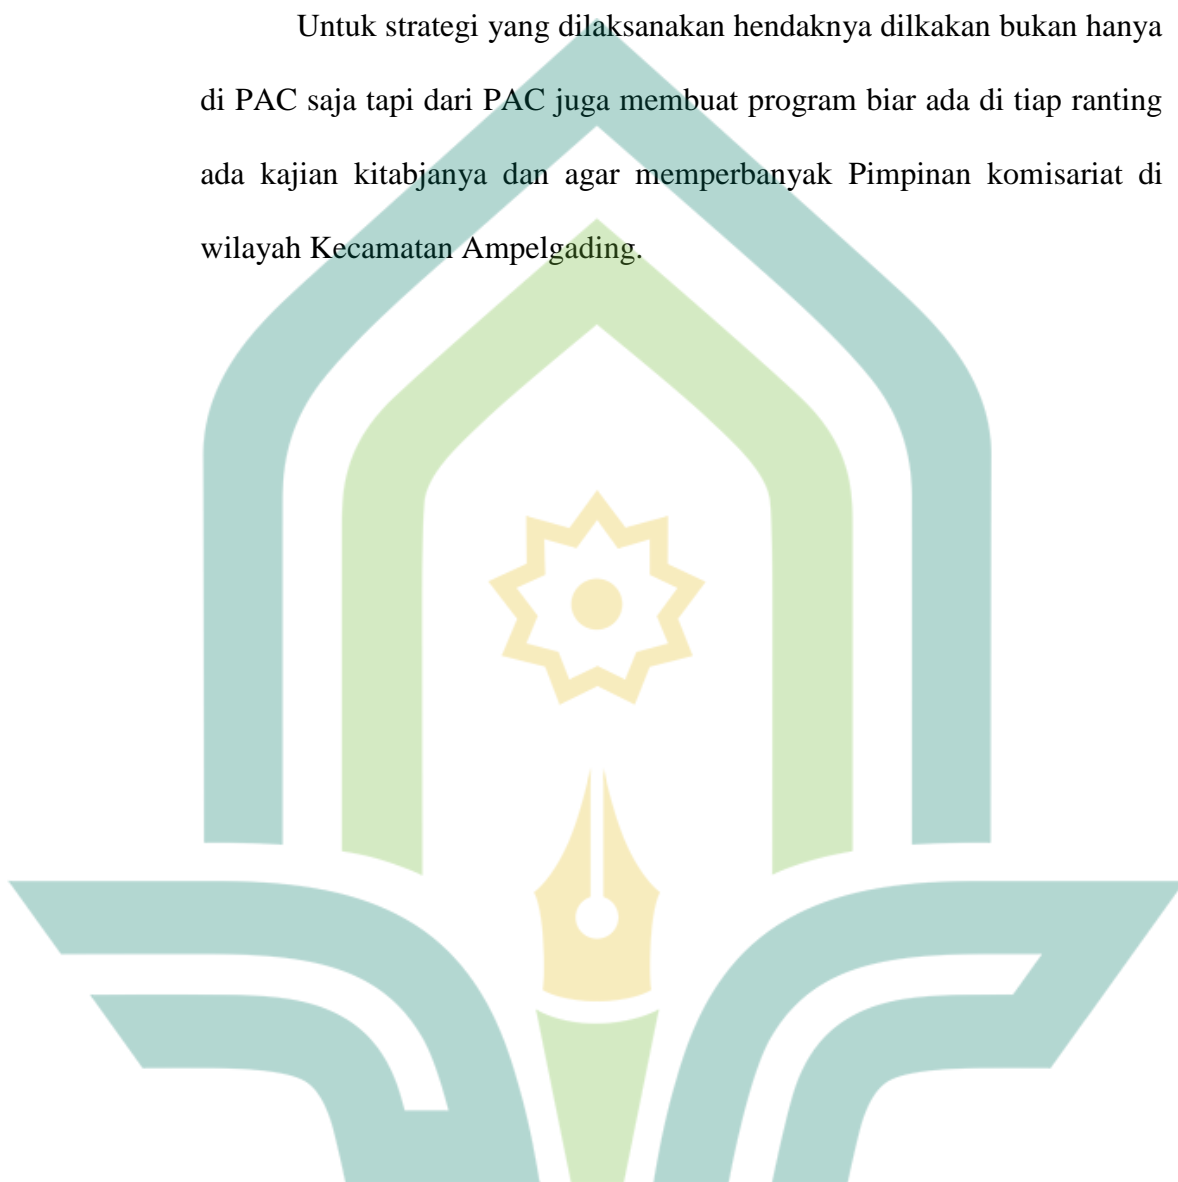 Untuk strategi yang dilaksanakan hendaknya dilkakan bukan hanya
di PAC saja tapi dari PAC juga membuat program biar ada di tiap ranting
ada kajian kitabjanya dan agar memperbanyak Pimpinan komisariat di
wilayah Kecamatan Ampelgading.